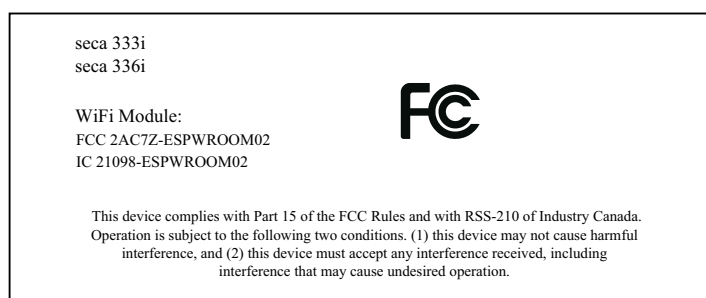 seca 333i
seca 336i
WiFi Module:
FCC 2AC7Z-ESPWROOM02
IC 21098-ESPWROOM02
FC
This device complies with Part 15 of the FCC Rules and with RSS-210 of Industry Canada.
Operation is subject to the following two conditions. (1) this device may not cause harmful
interference, and (2) this device must accept any interference received, including
interference that may cause undesired operation.